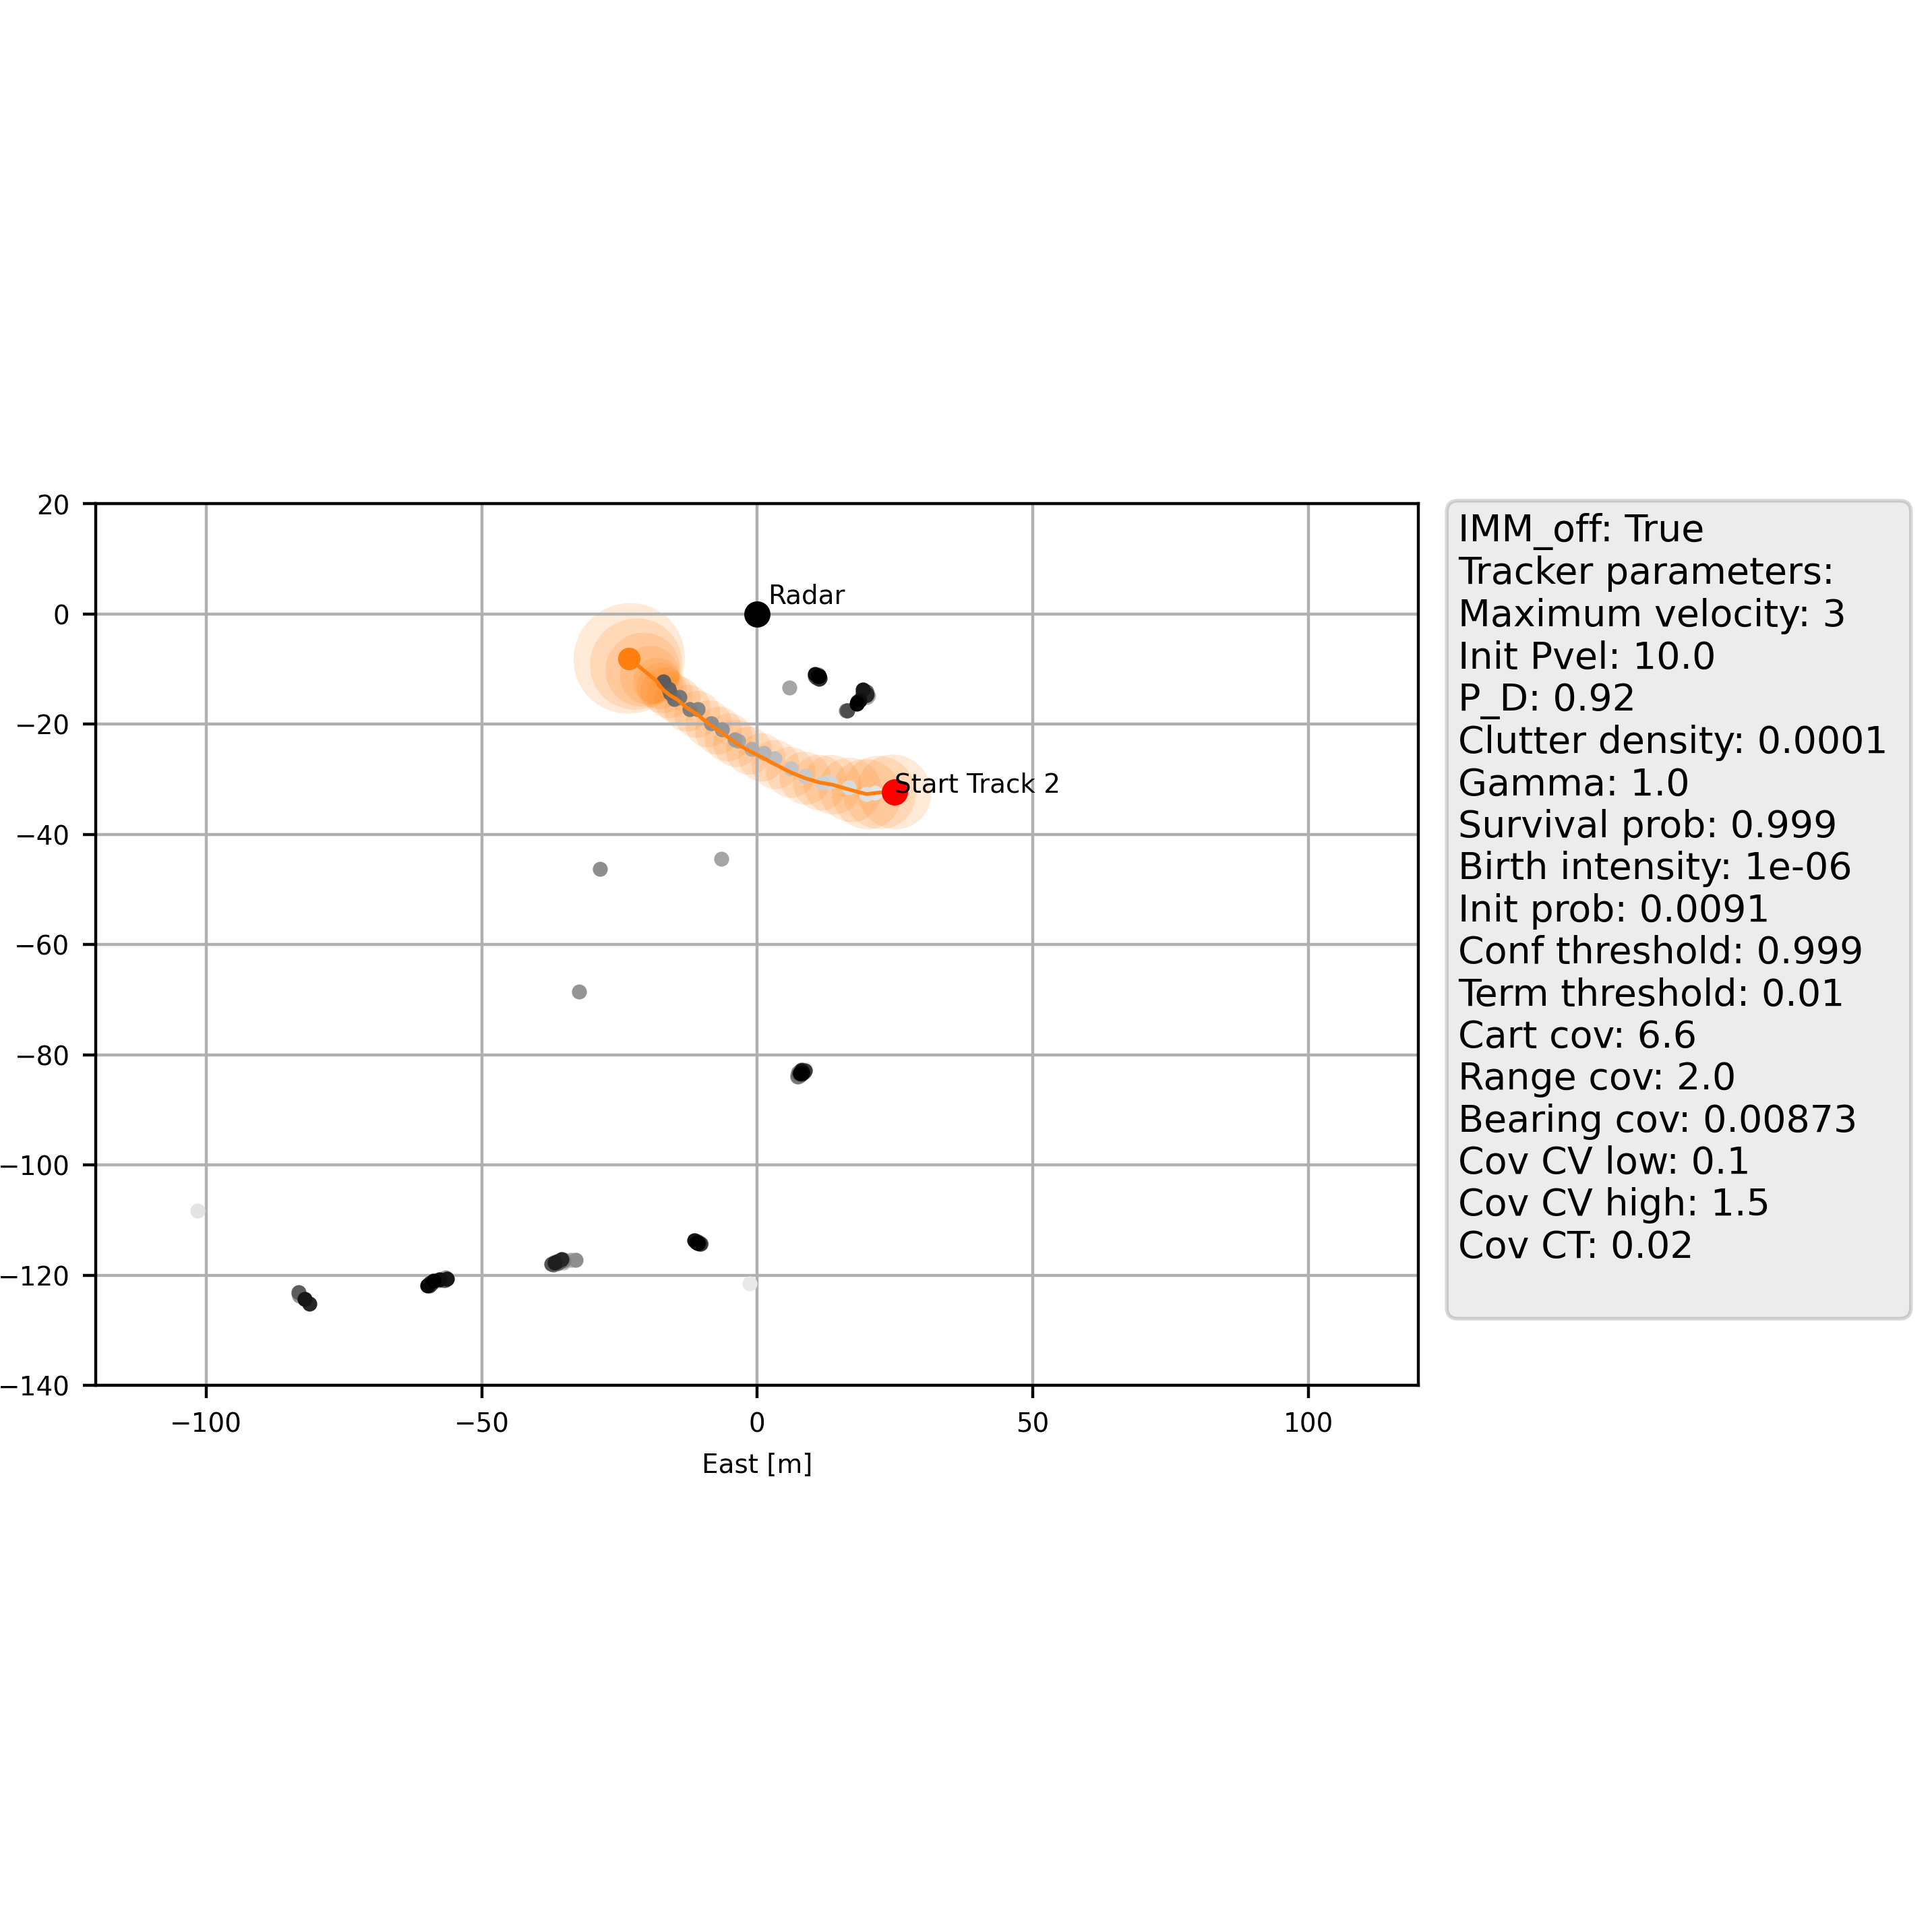 20
0
−20
−40
−60
−80
−100
−120
−140
−100
−50
0
50
100
East [m]
Radar
Start Track 2
IMM_off: True
Tracker parameters:
Maximum velocity: 3
Init Pvel: 10.0
P_D: 0.92
Clutter density: 0.0001
Gamma: 1.0
Survival prob: 0.999
Birth intensity: 1e-06
Init prob: 0.0091
Conf threshold: 0.999
Term threshold: 0.01
Cart cov: 6.6
Range cov: 2.0
Bearing cov: 0.00873
Cov CV low: 0.1
Cov CV high: 1.5
Cov CT: 0.02